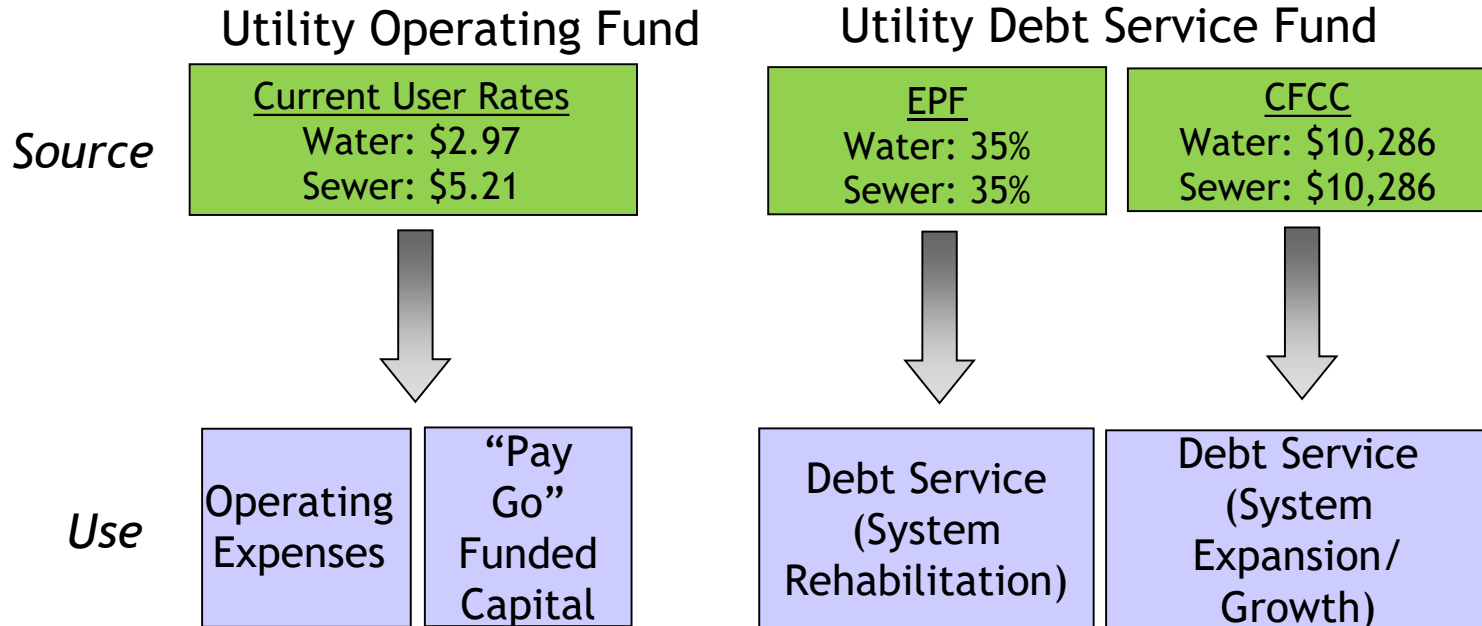 Utility Operating Fund
Utility Debt Service Fund
Source
Current User Rates
Water: $2.97
Sewer: $5.21
EPF
Water: 35%
Sewer: 35%
CFCC
Water: $10,286
Sewer: $10,286
Use
Operating
Expenses
“Pay
Go”
Funded
Capital
Debt Service
(System
Rehabilitation)
Debt Service
(System
Expansion/
Growth)